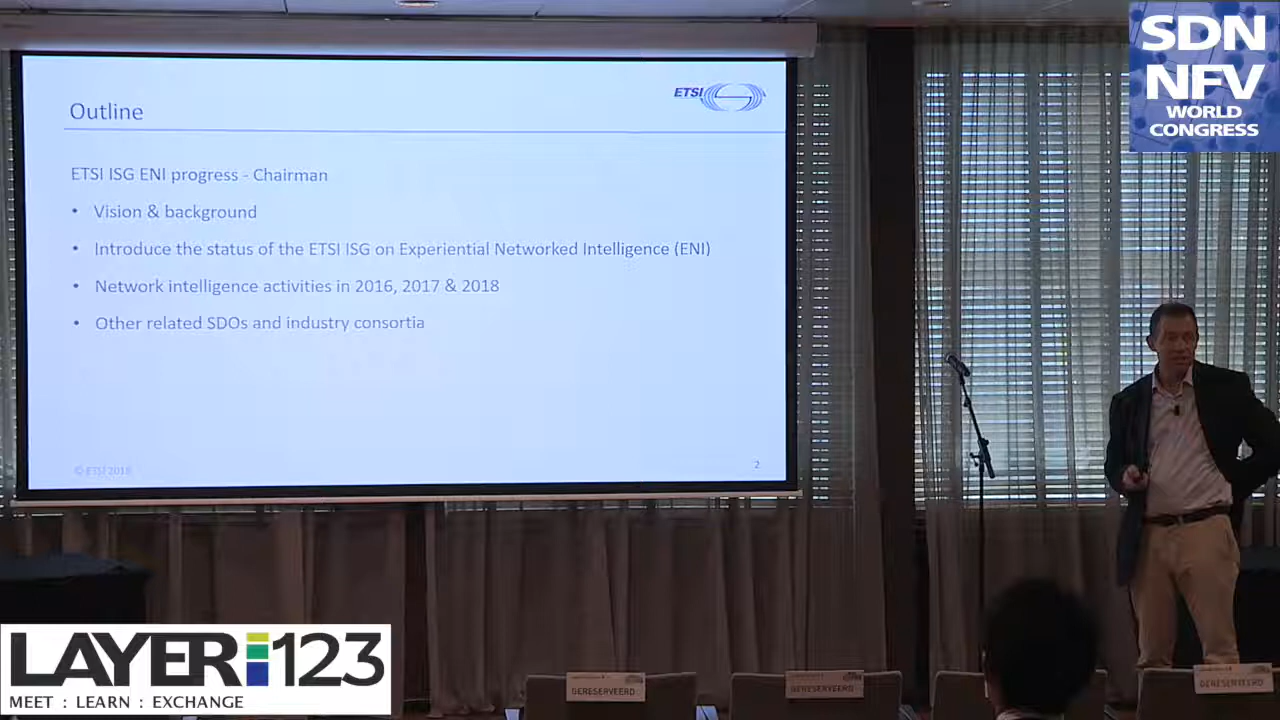 Outline
ETSI
ETSI ISG ENI progress - Chairman
• Vision & background
• Introduce the status of the ETSI ISG on Experiential Networked Intelligence (ENI)
• Network intelligence activities in 2016, 2017 & 2018
• Other related SDOs and industry consortia
© ETSI 2018
2
SDN
NFV
WORLD
CONGRESS
LAYER 123
MEET : LEARN : EXCHANGE
GERESERVEERD
GERESERVEERD
GERESERVEERD